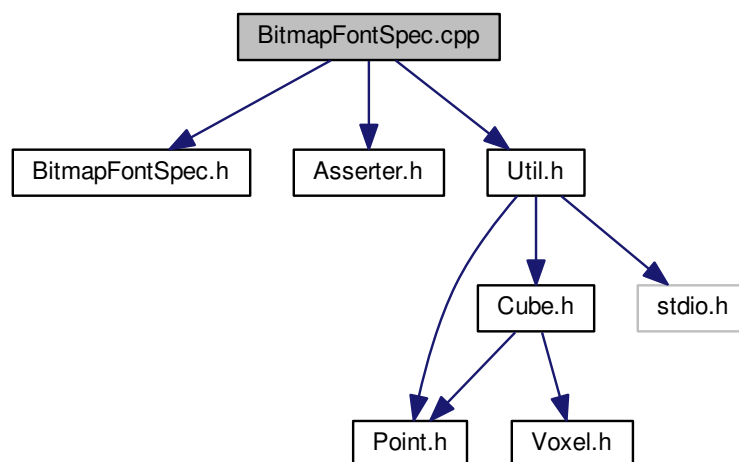 BitmapFontSpec.cpp
BitmapFontSpec.h
Asserter.h
Util.h
Cube.h
stdio.h
Point.h
Voxel.h